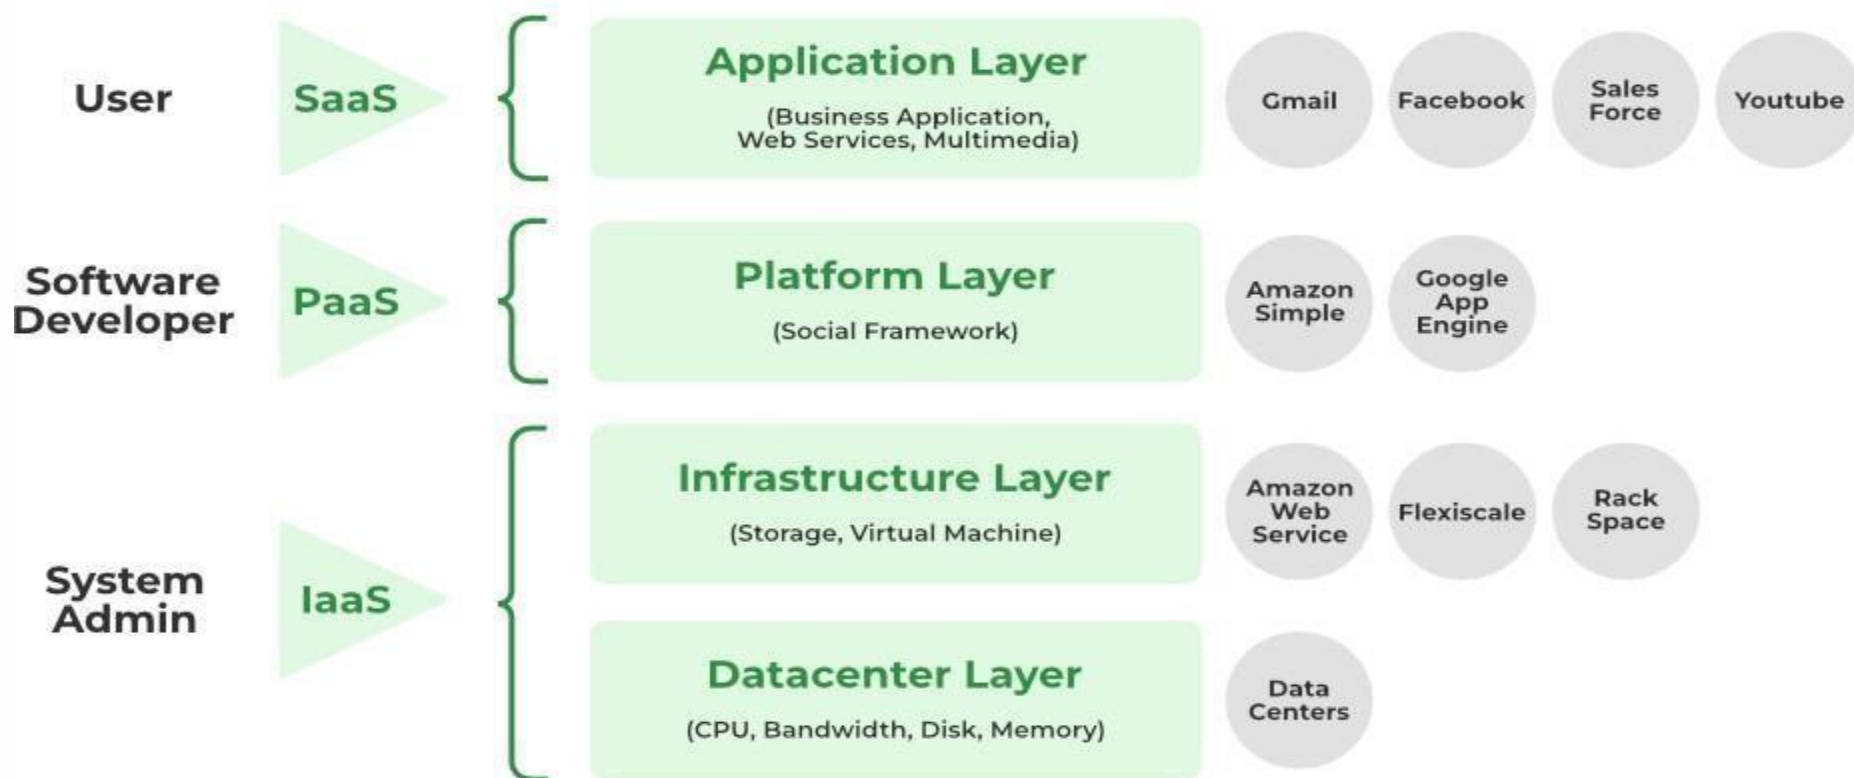 User
SaaS
Application Layer
(Business Application,
Web Services, Multimedia)
Gmail
Facebook
Sales
Force
Youtube
Software
Developer
PaaS
Platform Layer
(Social Framework)
Amazon
Simple
Google
App
Engine
System
Admin
IaaS
Infrastructure Layer
(Storage, Virtual Machine)
Amazon
Web
Service
Flexiscale
Rack
Space
Datacenter Layer
(CPU, Bandwidth, Disk, Memory)
Data
Centers